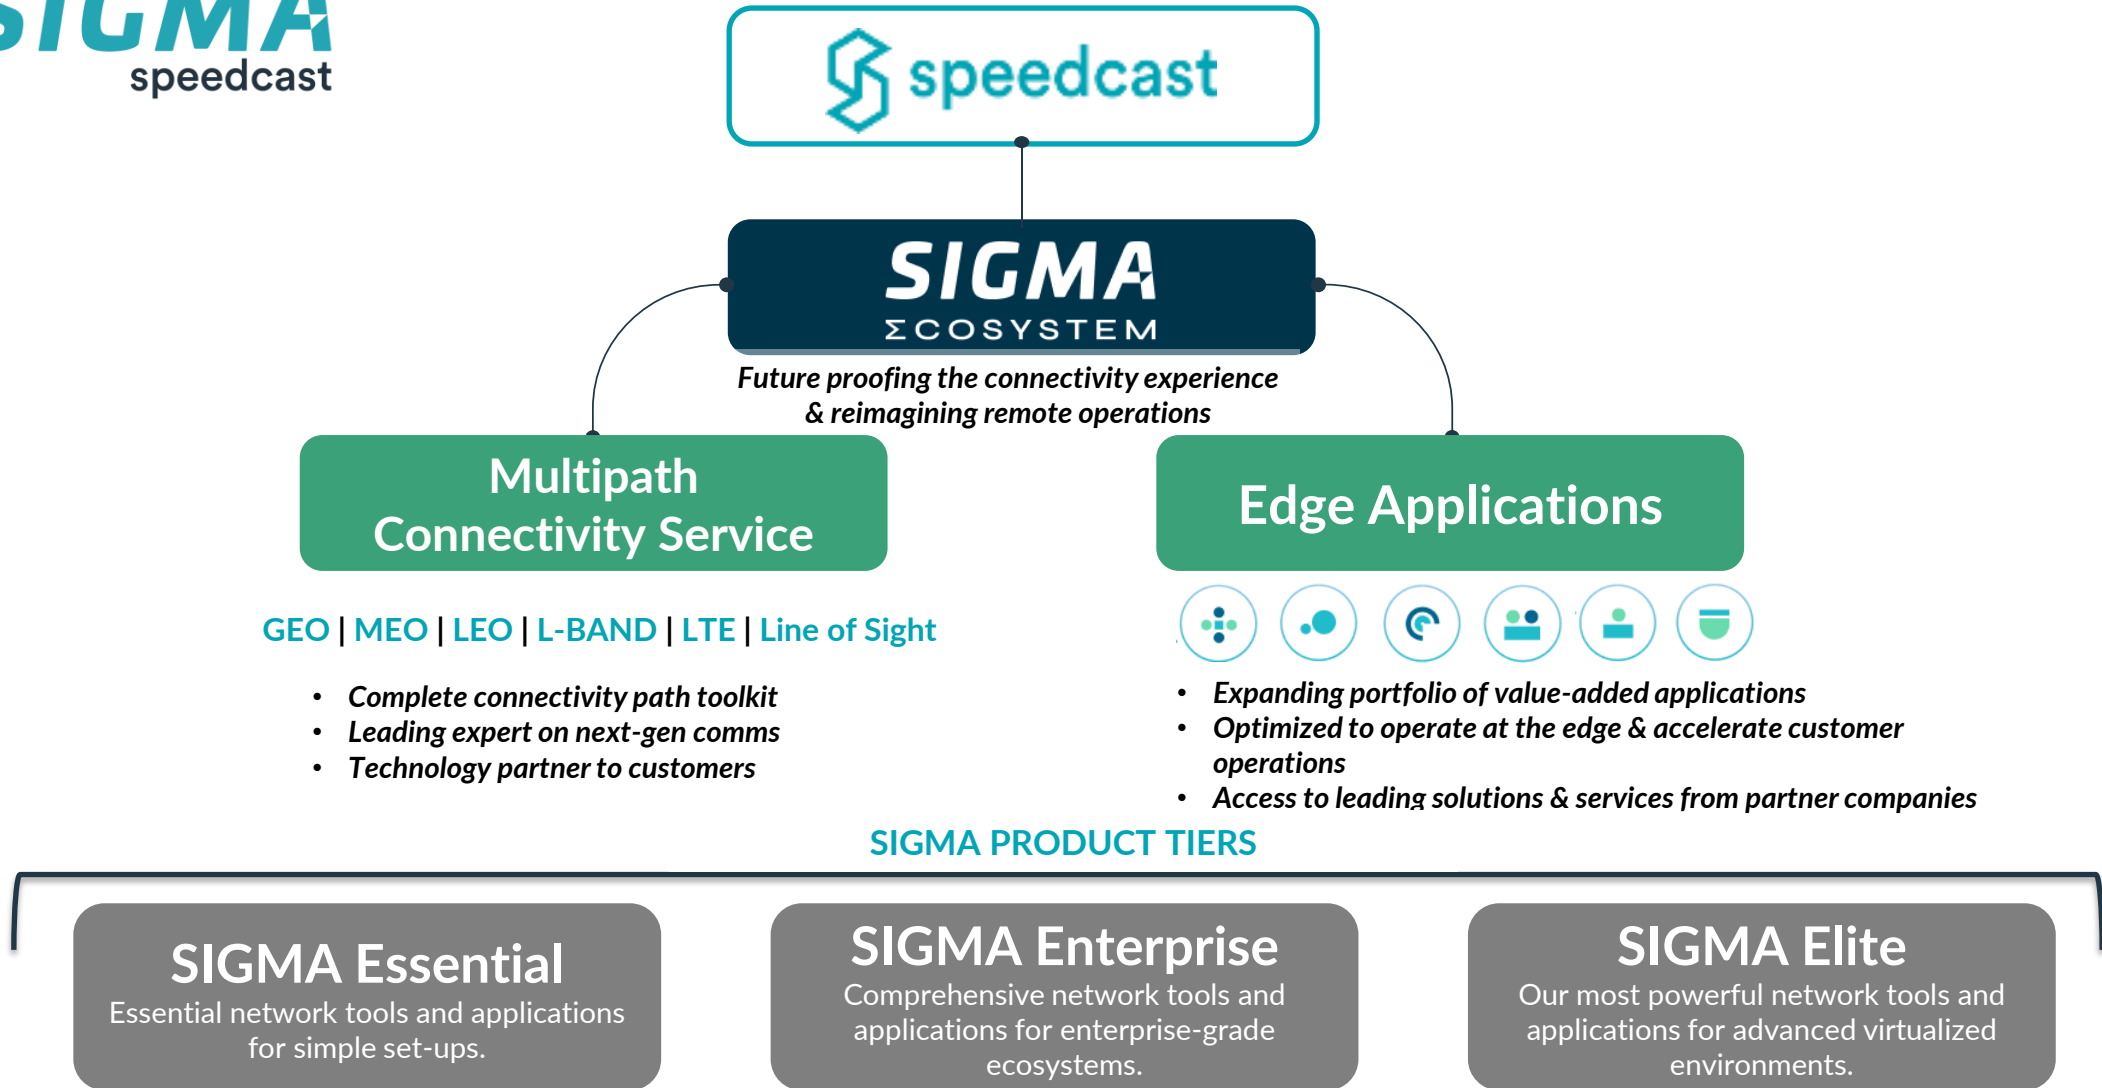 SIGMA
speedcast
speedcast
SIGMA
ΣCOSYSTEM
Future proofing the connectivity experience
& reimagining remote operations
Multipath
Connectivity Service
Edge Applications
GEO | MEO | LEO | L-BAND | LTE | Line of Sight
• Complete connectivity path toolkit
• Leading expert on next-gen comms
• Technology partner to customers
• Expanding portfolio of value-added applications
• Optimized to operate at the edge & accelerate customer
operations
• Access to leading solutions & services from partner companies
SIGMA PRODUCT TIERS
SIGMA Essential
Essential network tools and applications
for simple set-ups.
SIGMA Enterprise
Comprehensive network tools and
applications for enterprise-grade
ecosystems.
SIGMA Elite
Our most powerful network tools and
applications for advanced virtualized
environments.